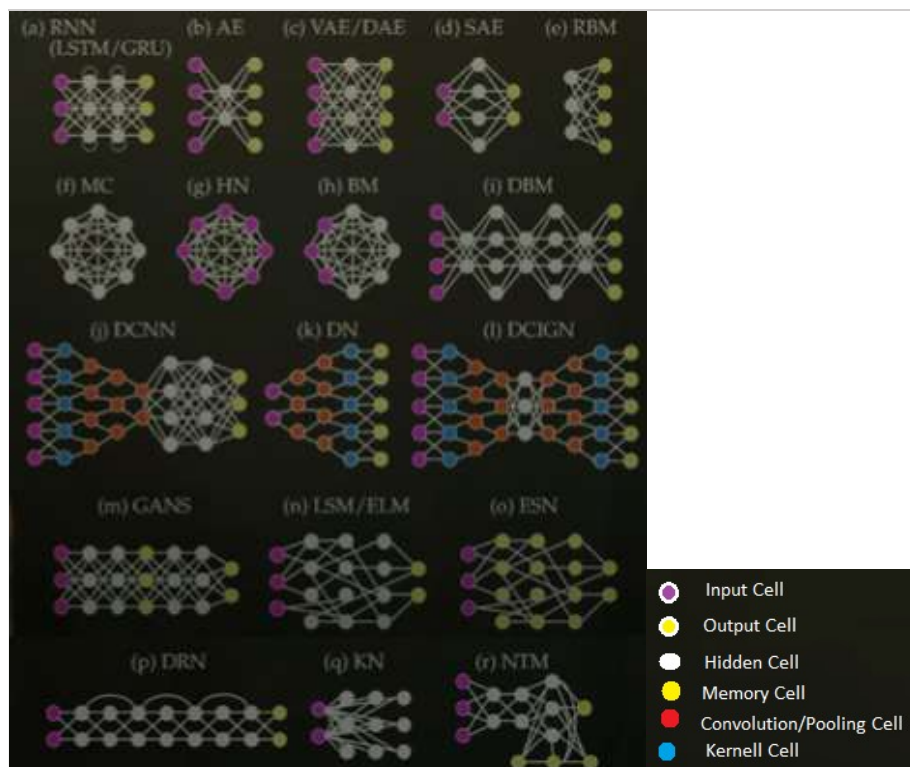 (a) RNN (b) AE (c) VAE/DAE (d) SAE (e) RBM
(LSTM/GRU)
(f) MC (g) HN (h) BM (i) DBM
(j) DCNN (k) DN (l) DCIGN
(m) GANS (n) LSM/ELM (o) ESN
(p) DRN (q) KN (r) NTM
Input Cell
Output Cell
Hidden Cell
Memory Cell
Convolution/Pooling Cell
Kernell Cell